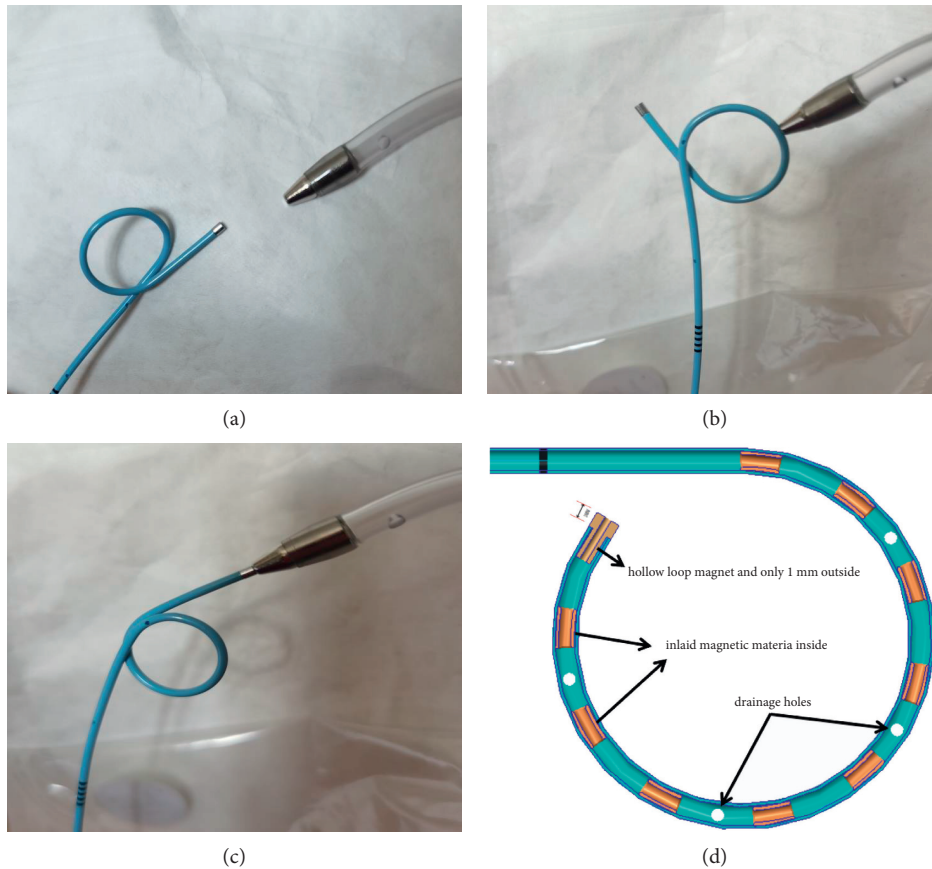 (a)
(b)
(c)
hollow loop magnet and only 1 mm outside
inlaid magnetic materia inside
drainage holes
(d)